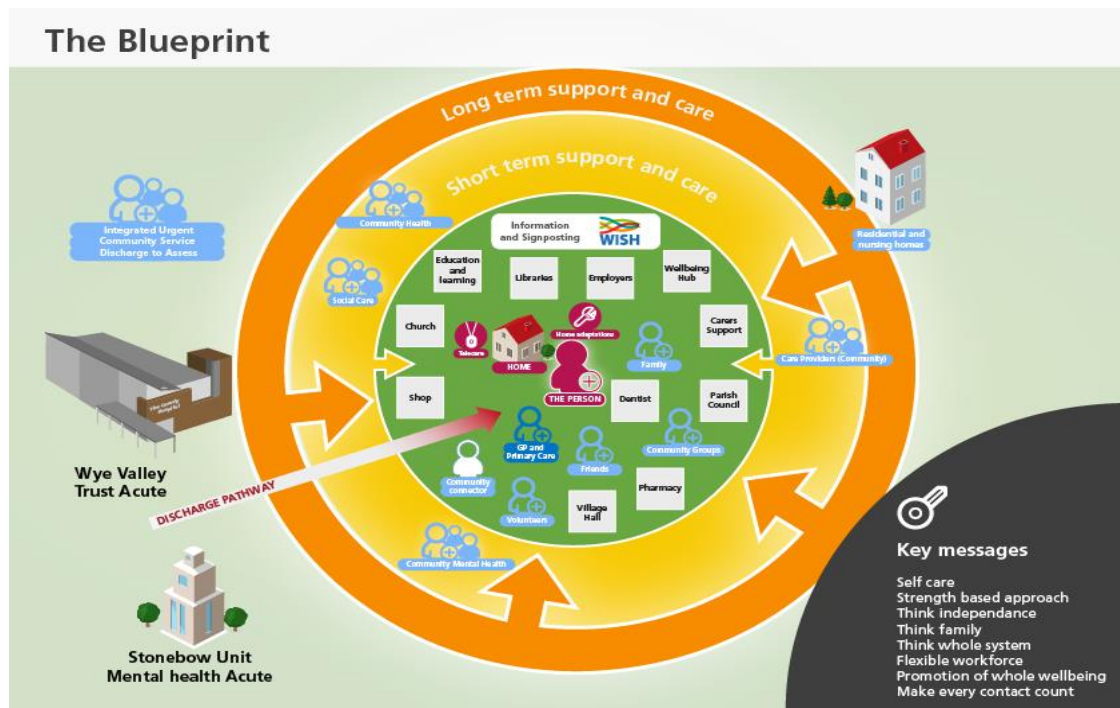 The Blueprint
Long term support and care
Short term support and care
Integrated Urgent
Community Service
Discharge to Assess
Community Health
Social Care
Information
and Signposting
WISH
Education
and
learning
Libraries
Employers
Wellbeing
Hub
Residential and
nursing homes
Church
Telecare
HOME
Home adaptations
THE PERSON
Family
Carers
Support
Care Providers (Community)
Shop
Dentist
Parish
Council
Wye Valley
Trust Acute
DISCHARGE PATHWAY
GP and
Primary Care
Friends
Community Groups
Community
connector
Volunteers
Village
Hall
Pharmacy
Community Mental Health
Stonebow Unit
Mental health Acute
Key messages
Self care
Strength based approach
Think independance
Think family
Think whole system
Flexible workforce
Promotion of whole wellbeing
Make every contact count